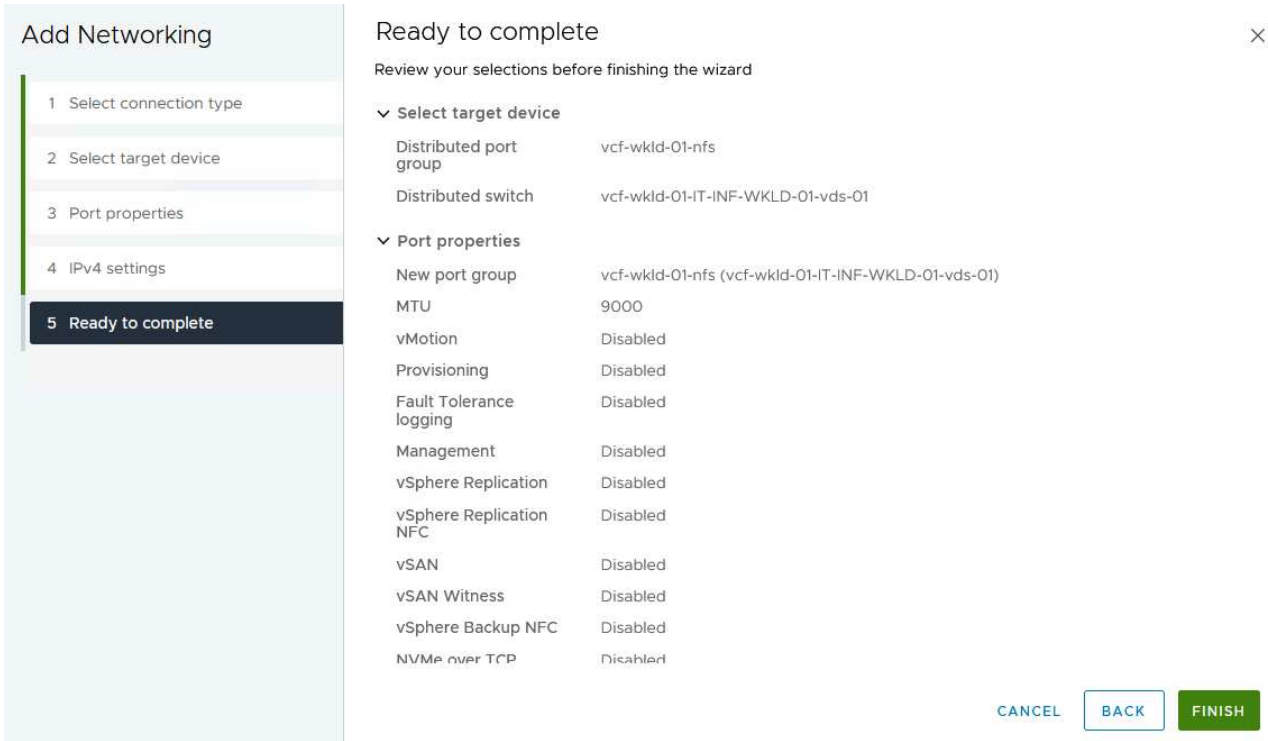 Add Networking
1 Select connection type
2 Select target device
3 Port properties
4 IPv4 settings
5 Ready to complete
Ready to complete
Review your selections before finishing the wizard
Select target device
Distributed port
group
vcf-wkld-01-nfs
Distributed switch vcf-wkld-01-IT-INF-WKLD-01-vds-01
Port properties
New port group vcf-wkld-01-nfs (vcf-wkld-01-IT-INF-WKLD-01-vds-01)
MTU 9000
vMotion Disabled
Provisioning Disabled
Fault Tolerance
logging
Disabled
Management Disabled
vSphere Replication Disabled
vSphere Replication
NFC
Disabled
vSAN Disabled
vSAN Witness Disabled
vSphere Backup NFC Disabled
NVMe over TCP Disabled
CANCEL BACK FINISH